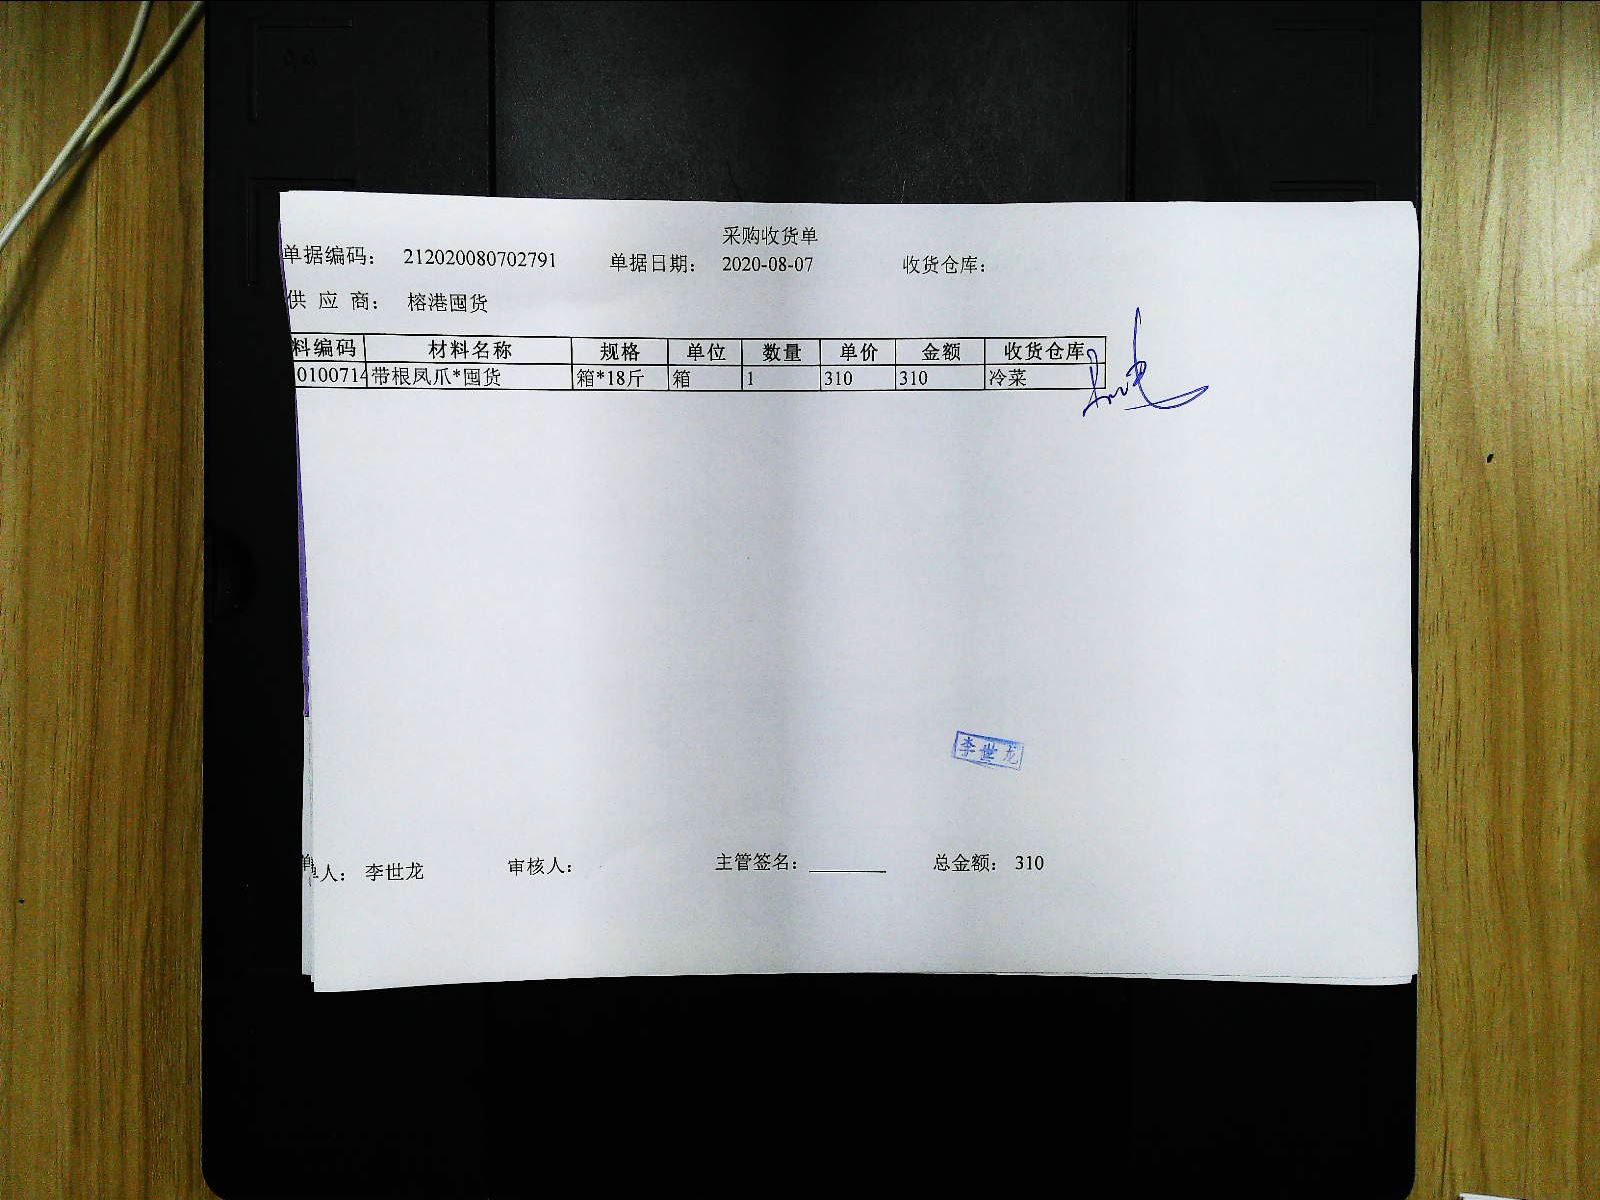 采购收货单
单据编码： 212020080702791 单据日期： 2020-08-07 收货仓库：
供 应 商： 榕港囤货
料编码 材料名称 规格 单位 数量 单价 金额 收货仓库
0100714 带根凤爪*囤货 箱*18斤 箱 1 310 310 冷菜
李世龙
单人： 李世龙 审核人： 主管签名： 总金额： 310